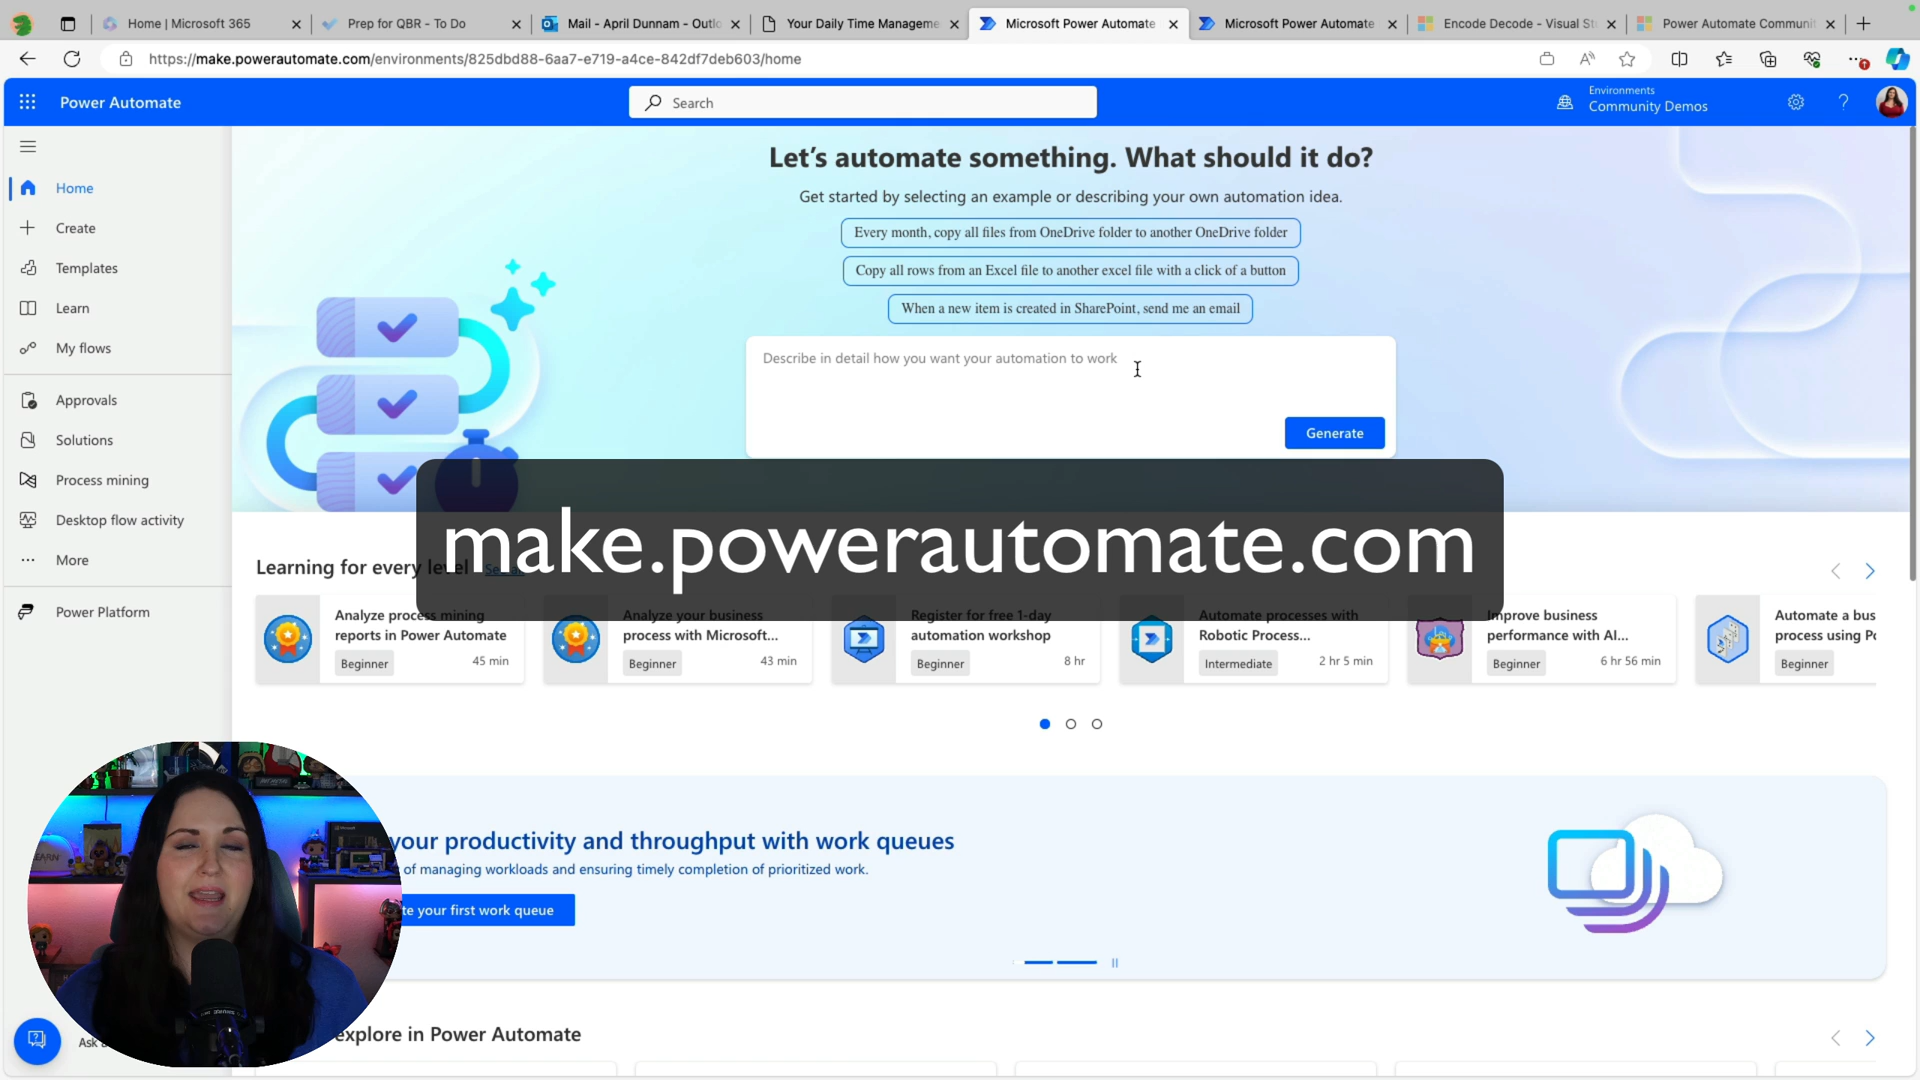 Home | Microsoft 365
Prep for QBR - To Do
Mail - April Dunnam - Outlo
Your Daily Time Manageme
Microsoft Power Automate
Microsoft Power Automate
Encode Decode - Visual St
Power Automate Communit
https://make.powerautomate.com/environments/825dbd88-6aa7-e719-a4ce-842df7deb603/home
Power Automate
Search
Environments
Community Demos
Home
Create
Templates
Learn
My flows
Approvals
Solutions
Process mining
Desktop flow activity
More
Power Platform
Let's automate something. What should it do?
Get started by selecting an example or describing your own automation idea.
Every month, copy all files from OneDrive folder to another OneDrive folder
Copy all rows from an Excel file to another excel file with a click of a button
When a new item is created in SharePoint, send me an email
Describe in detail how you want your automation to work
Generate
make.powerautomate.com
Learning for every level
See all
Analyze process mining
reports in Power Automate
Beginner
45 min
Analyze your business
process with Microsoft...
Beginner
43 min
Register for free 1-day
automation workshop
Beginner
8 hr
Automate processes with
Robotic Process...
Intermediate
2 hr 5 min
Improve business
performance with AI...
Beginner
6 hr 56 min
Automate a bus
process using Po
Beginner
your productivity and throughput with work queues
of managing workloads and ensuring timely completion of prioritized work.
te your first work queue
explore in Power Automate
Ask